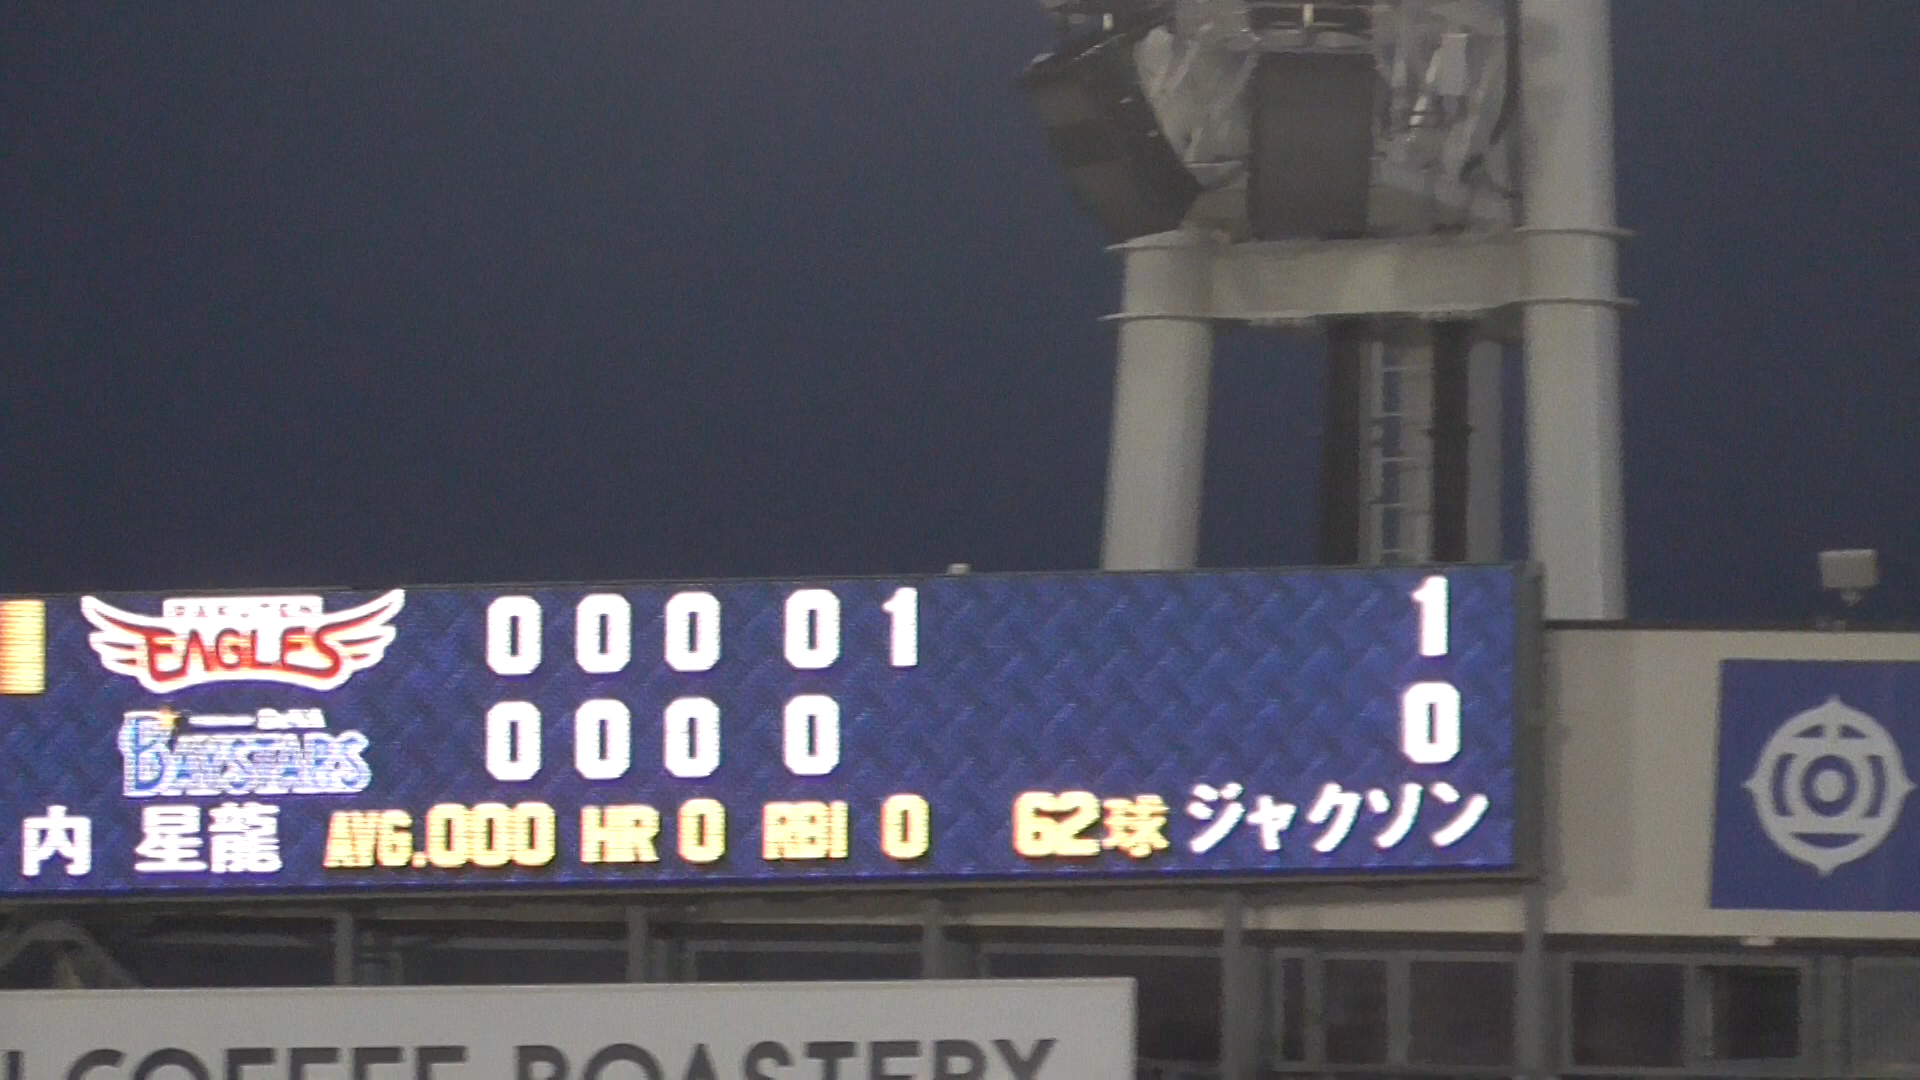 RAKUTEN
EAGLES 0 0 0 0 1 1
BAYSTARS 0 0 0 0 0
内 星龍 AVG.000 HR 0 RBI 0 62球 ジャクソン
COFFEE ROASTERY